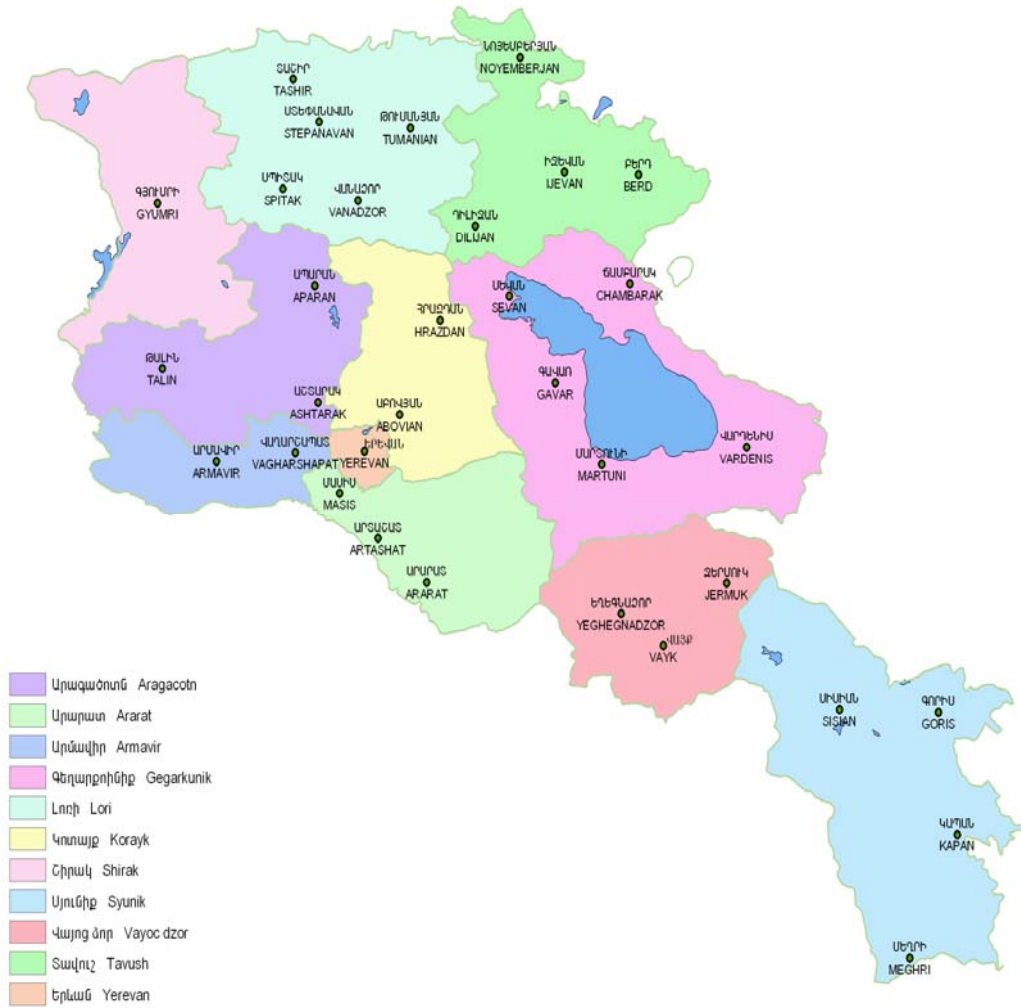 ՆՈՅԵՄԲԵՐՅԱՆ
NOYEMBERJAN
ՏԱՇԻՐ
TASHIR
ՍՏԵՓԱՆԱՎԱՆ
STEPANAVAN
ԹՈՒՄԱՆՅԱՆ
TUMANIAN
ԻՋԵՎԱՆ
IJEVAN
ԲԵՐԴ
BERD
ՍՊԻՏԱԿ
SPITAK
ՎԱՆԱՁՈՐ
VANADZOR
ԳՅՈՒՄՐԻ
GYUMRI
ԴԻԼԻՋԱՆ
DILIJAN
ԱՊԱՐԱՆ
APARAN
ՍԵՎԱՆ
SEVAN
ՃԱՄԲԱՐԱԿ
CHAMBARAK
ՀՐԱԶԴԱՆ
HRAZDAN
ԹԱԼԻՆ
TALIN
ԳԱՎԱՌ
GAVAR
ԱՇՏԱՐԱԿ
ASHTARAK
ԱԲՈՎՅԱՆ
ABOVIAN
ԱՐՄԱՎԻՐ
ARMAVIR
ՎԱՂԱՐՇԱՊԱՏ
VAGHARSHAPAT
ԵՐԵՎԱՆ
YEREVAN
ՄԱՐՏՈՒՆԻ
MARTUNI
ՎԱՐԴԵՆԻՍ
VARDENIS
ՄԱՍԻՍ
MASIS
ԱՐՏԱՇԱՏ
ARTASHAT
ԱՐԱՐԱՏ
ARARAT
ՋԵՐՄՈՒԿ
JERMUK
ԵՂԵԳՆԱՁՈՐ
YEGHEGNADZOR
ՎԱՅՔ
VAYK
ՍԻՍԻԱՆ
SISIAN
ԳՈՐԻՍ
GORIS
ԿԱՊԱՆ
KAPAN
ՄԵՂՐԻ
MEGHRI
Արագածոտն Aragacotn
Արարատ Ararat
Արմավիր Armavir
Գեղարքունիք Gegarkunik
Լոռի Lori
Կոտայք Korayk
Շիրակ Shirak
Սյունիք Syunik
Վայոց ձոր Vayoc dzor
Տավուշ Tavush
Երևան Yerevan